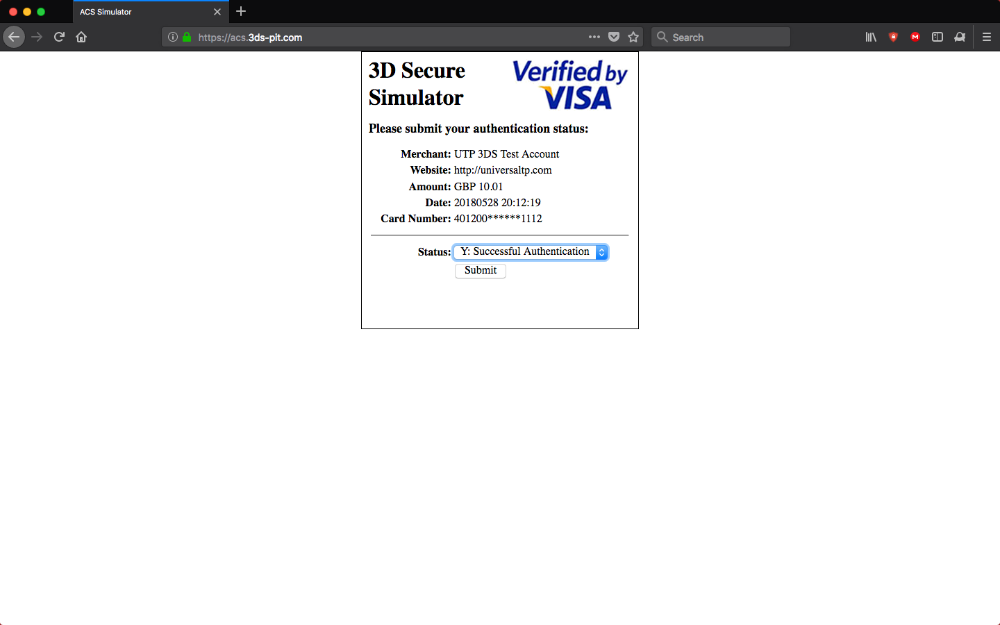 ACS Simulator
https://acs.3ds-pit.com
Search
3D Secure
Simulator
Verified by
VISA
Please submit your authentication status:
Merchant: UTP 3DS Test Account
Website: http://universaltp.com
Amount: GBP 10.01
Date: 20180528 20:12:19
Card Number: 401200******1112
Status: Y: Successful Authentication
Submit